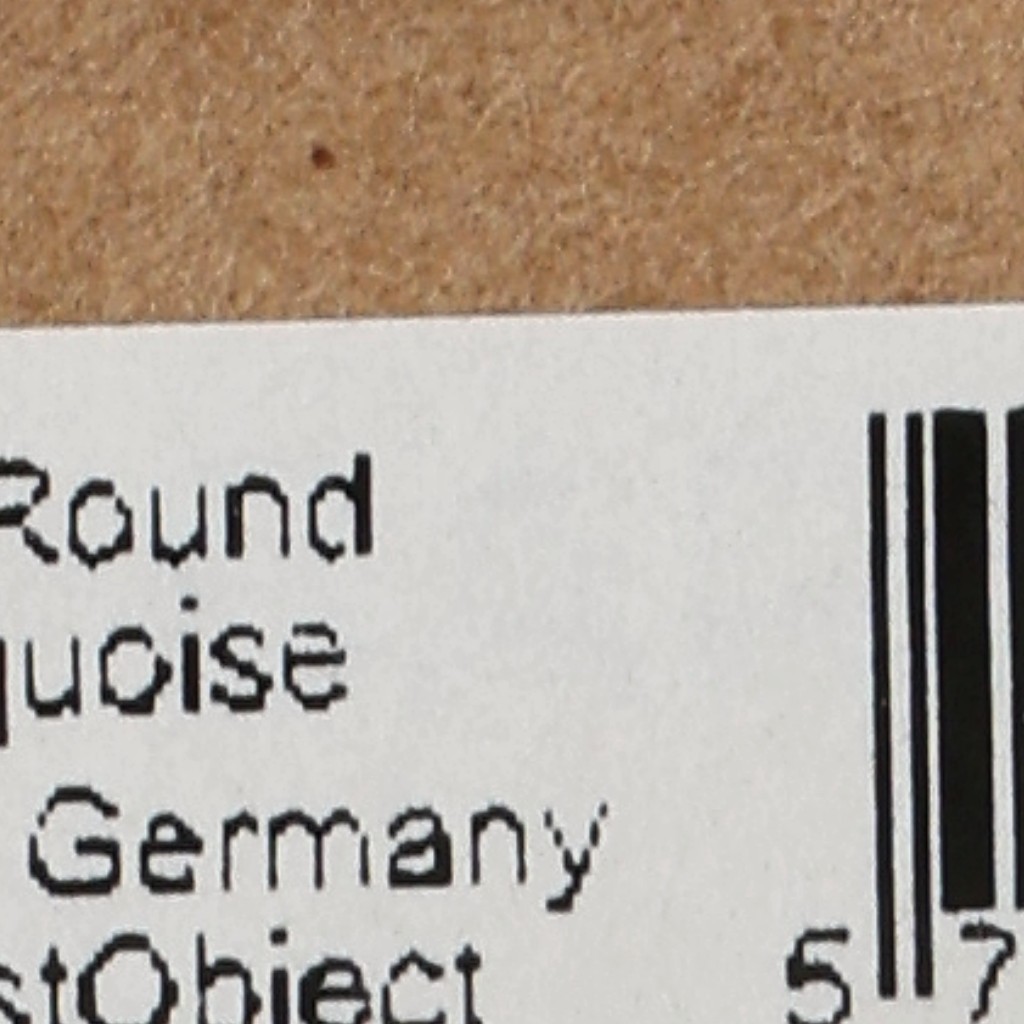 Round
quoise
Germany
stObject
5 7